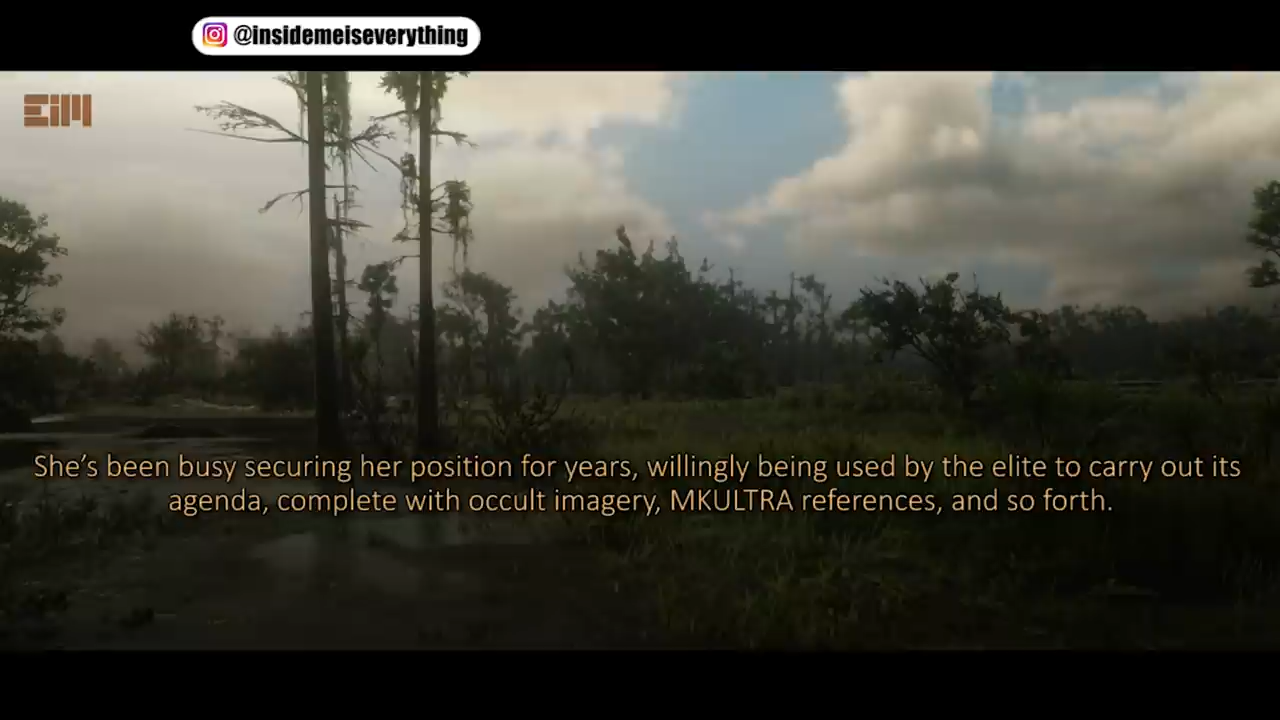 @insidemeiseverything
EIM
She’s been busy securing her position for years, willingly being used by the elite to carry out its
agenda, complete with occult imagery, MKULTRA references, and so forth.